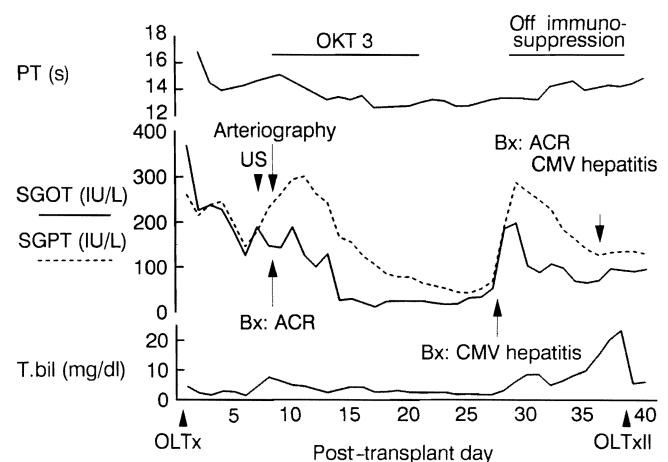 18
16
14
12
PT (s)
OKT 3
Off immuno-
suppression
400
300
200
100
0
Arteriography
US
SGOT (IU/L)
SGPT (IU/L)
Bx: ACR
Bx: ACR
CMV hepatitis
Bx: CMV hepatitis
20
10
0
T.bil (mg/dl)
5 10 15 20 25 30 35 40
OLTx
OLTxII
Post-transplant day